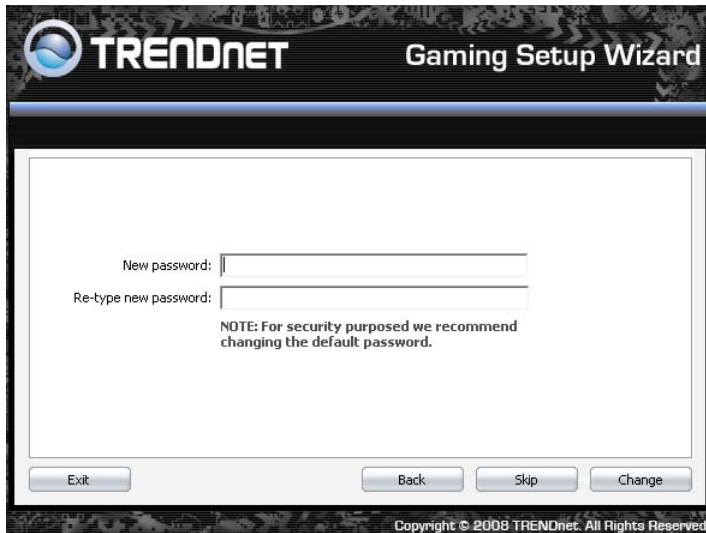 TRENDNET
Gaming Setup Wizard
New password:
Re-type new password:
NOTE: For security purposed we recommend
changing the default password.
Exit
Back
Skip
Change
Copyright © 2008 TRENDnet. All Rights Reserved